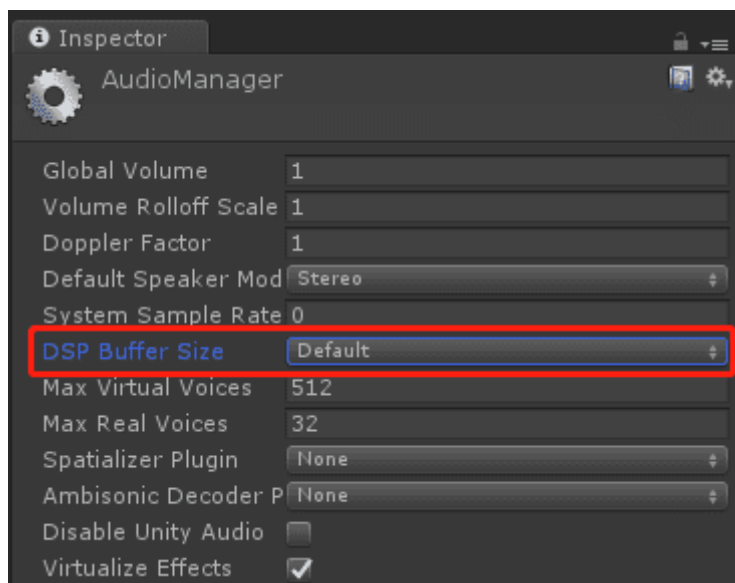 Inspector
AudioManager
Global Volume 1
Volume Rolloff Scale 1
Doppler Factor 1
Default Speaker Mod Stereo
System Sample Rate 0
DSP Buffer Size Default
Max Virtual Voices 512
Max Real Voices 32
Spatializer Plugin None
Ambisonic Decoder P None
Disable Unity Audio
Virtualize Effects